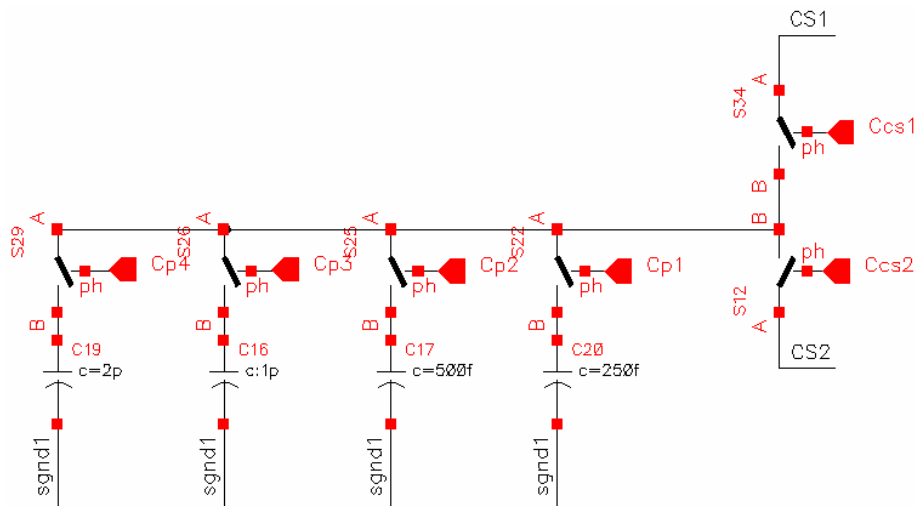 CS1
A
S34
Ccs1
ph
B
A
A
A
A
B
S29
S26
S25
S22
ph
Cp4
Cp3
Cp2
Cp1
Ccs2
ph
ph
ph
ph
S12
B
B
B
B
A
C19
C16
C17
C20
CS2
c=2p
c:1p
c=500f
c=250f
sgnd1
sgnd1
sgnd1
sgnd1